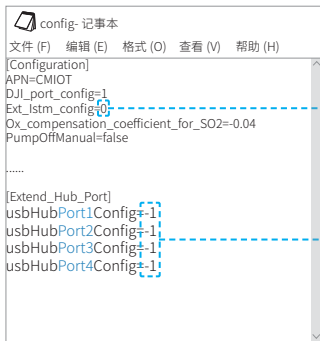 config- 记事本
文件 (F) 编辑 (E) 格式 (O) 查看 (V) 帮助 (H)
[Configuration]
APN=CMIOT
DJI_port_config=1
Ext_Istm_config=0
Ox_compensation_coefficient_for_SO2=-0.04
PumpOffManual=false
......
[Extend_Hub_Port]
usbHubPort1Config=-1
usbHubPort2Config=-1
usbHubPort3Config=-1
usbHubPort4Config=-1